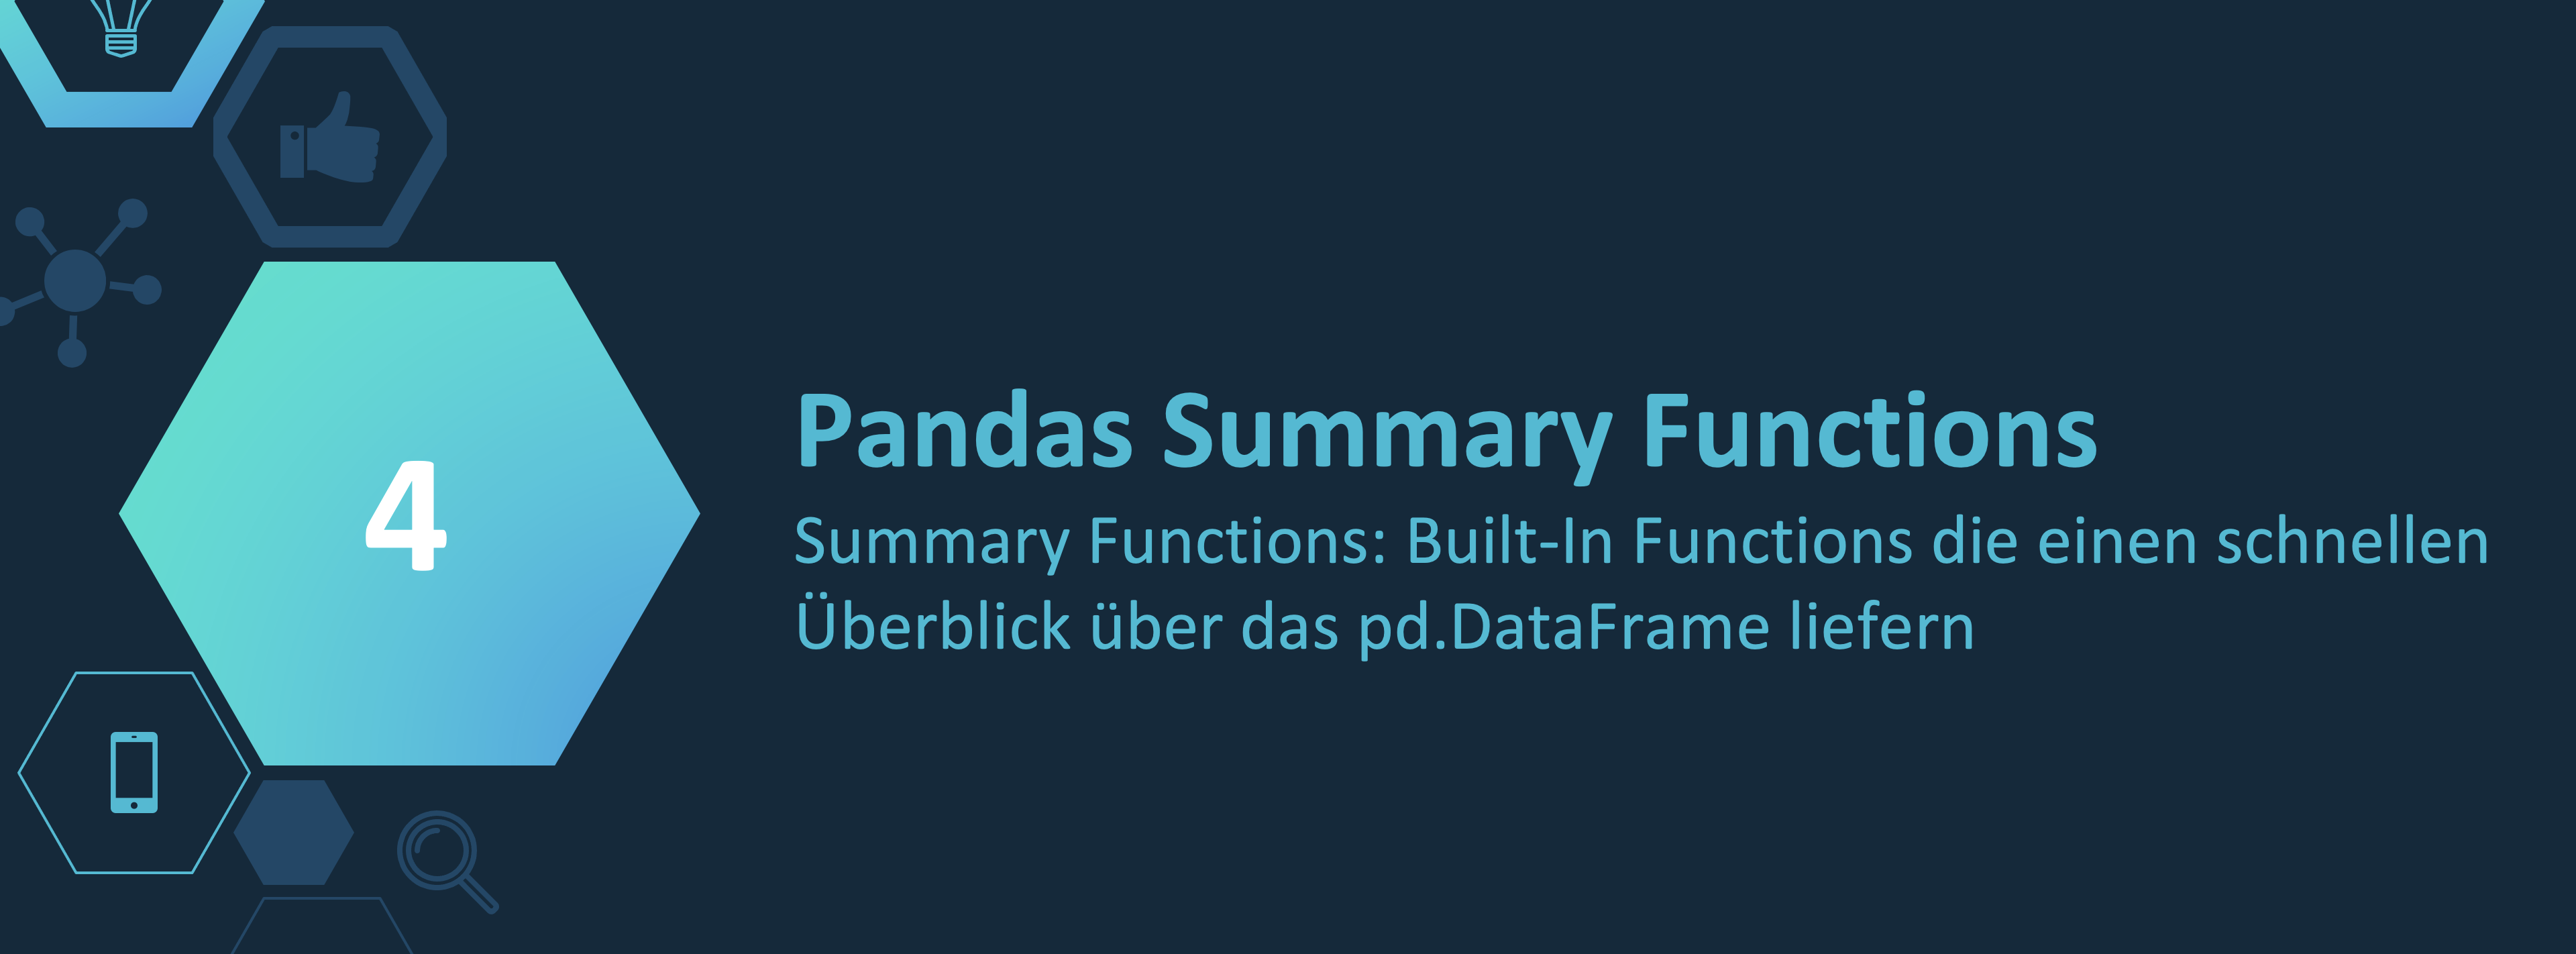 4
Pandas Summary Functions
Summary Functions: Built-In Functions die einen schnellen
Überblick über das pd.DataFrame liefern